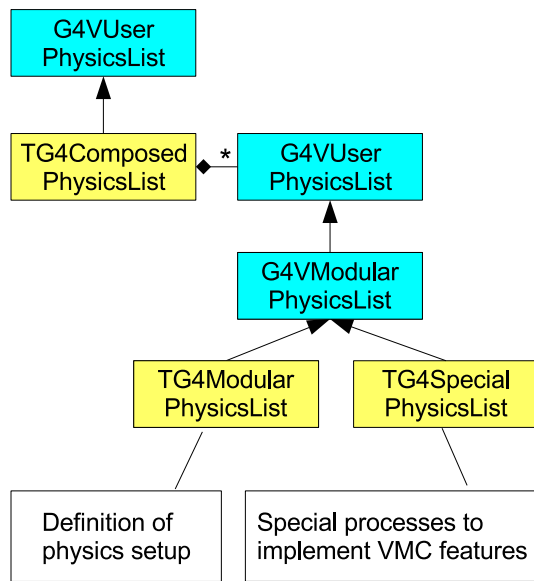 G4VUser
PhysicsList
TG4Composed
PhysicsList
*
G4VUser
PhysicsList
G4VModular
PhysicsList
TG4Modular
PhysicsList
TG4Special
PhysicsList
Definition of
physics setup
Special processes to
implement VMC features